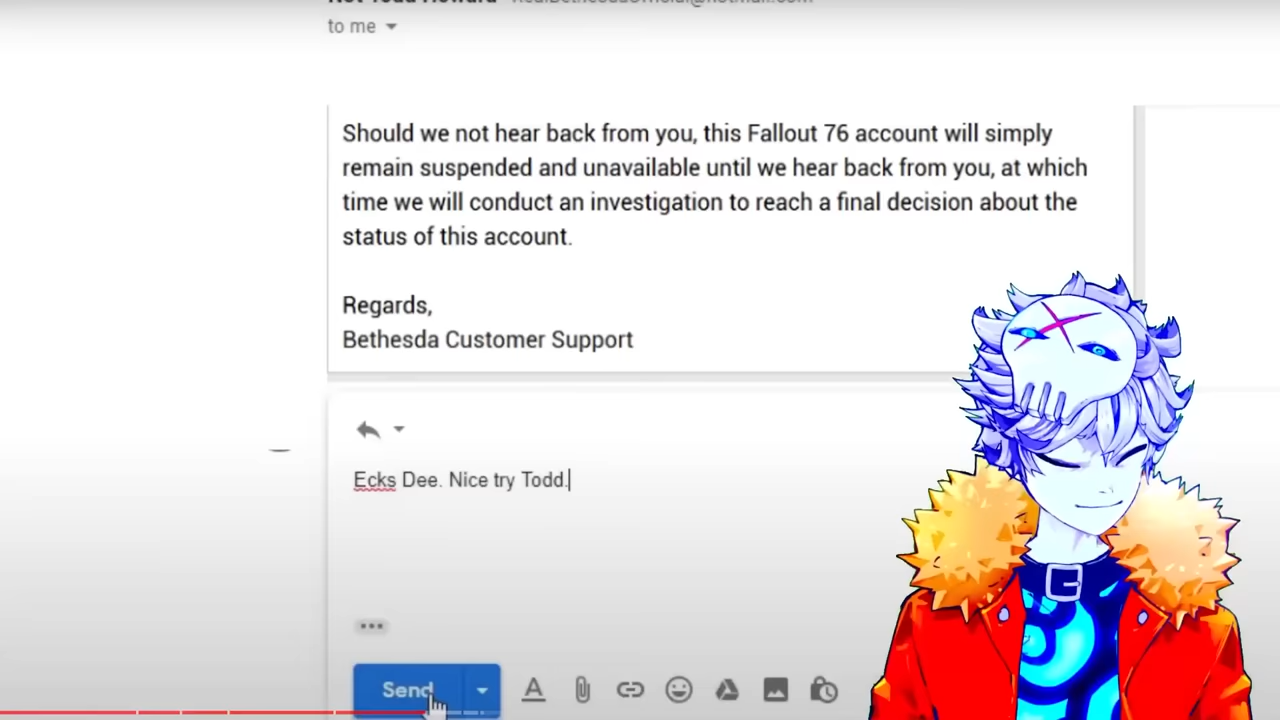 to me
Should we not hear back from you, this Fallout 76 account will simply
remain suspended and unavailable until we hear back from you, at which
time we will conduct an investigation to reach a final decision about the
status of this account.
Regards,
Bethesda Customer Support
Ecks Dee. Nice try Todd.
Send